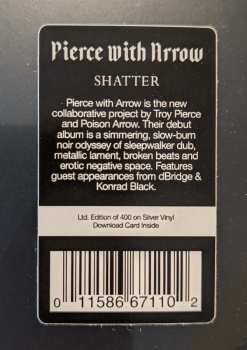 Pierce with Arrow
SHATTER
Pierce with Arrow is the new
collaborative project by Troy Pierce
and Poison Arrow. Their debut
album is a simmering, slow-burn
noir odyssey of sleepwalker dub,
metallic lament, broken beats and
erotic negative space. Features
guest appearances from dBridge &
Konrad Black.
Ltd. Edition of 400 on Silver Vinyl
Download Card Inside
0 11586 67110 2